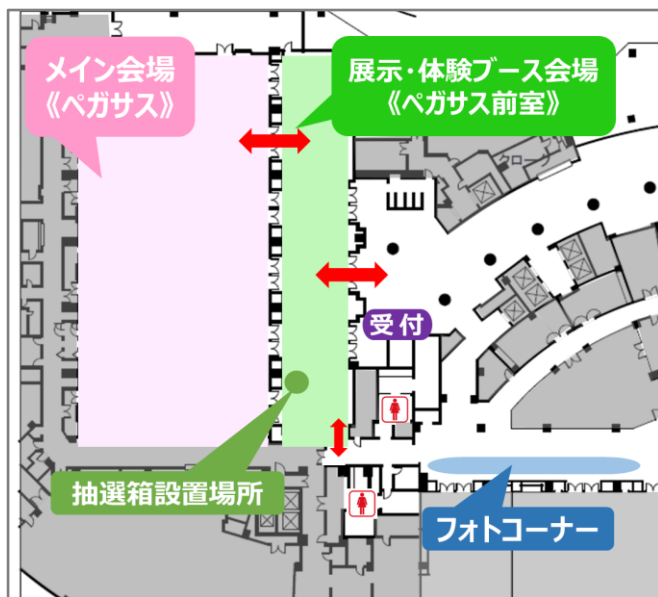 メイン会場
《ペガサス》
展示・体験ブース会場
《ペガサス前室》
受付
抽選箱設置場所
フォトコーナー